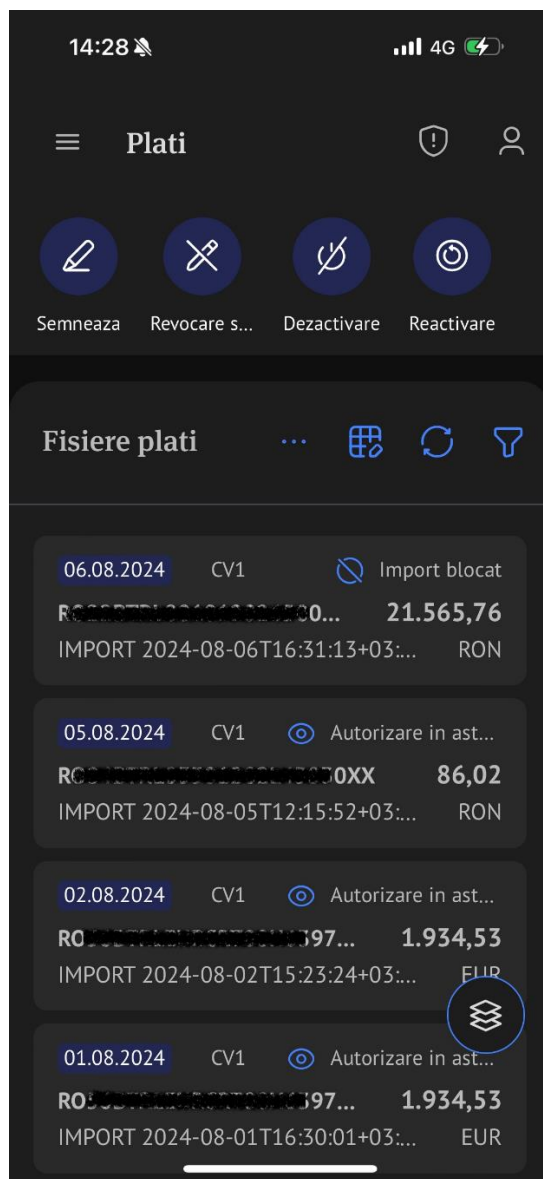 14:28 4G
Plati
Semneaza Revocare s... Dezactivare Reactivare
Fisiere plati ...
06.08.2024 CV1 Import blocat
21.565,76
IMPORT 2024-08-06T16:31:13+03:... RON
05.08.2024 CV1 Autorizare in ast...
0XX 86,02
IMPORT 2024-08-05T12:15:52+03:... RON
02.08.2024 CV1 Autorizare in ast...
97... 1.934,53
IMPORT 2024-08-02T15:23:24+03:... EUR
01.08.2024 CV1 Autorizare in ast...
97... 1.934,53
IMPORT 2024-08-01T16:30:01+03:... EUR